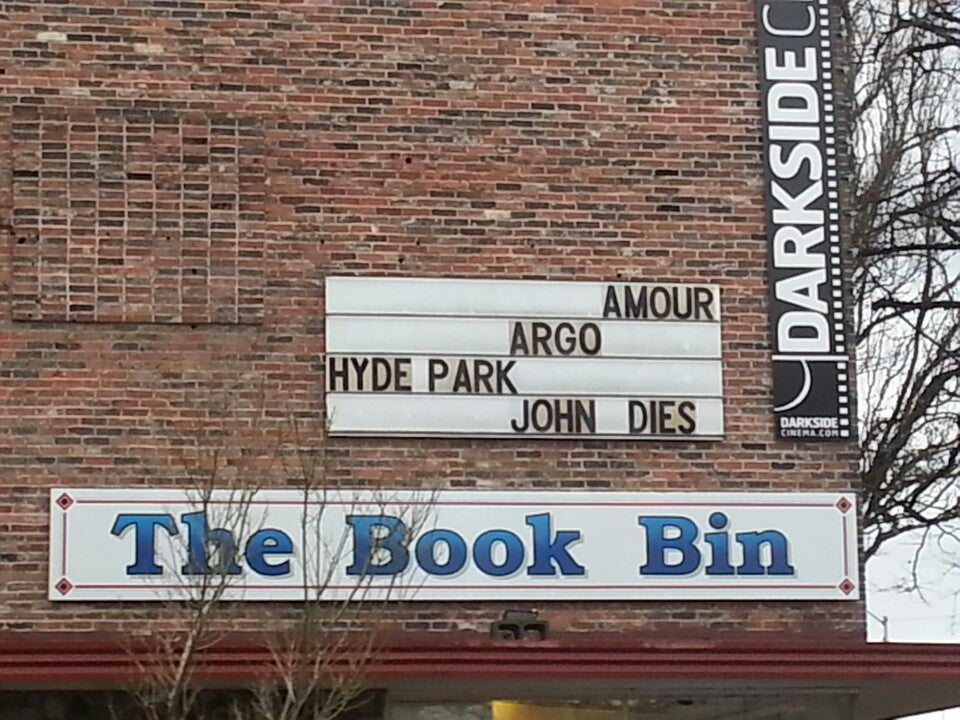 AMOUR
ARGO
HYDE PARK
JOHN DIES
DARKSIDE C
DARKSIDE
CINEMA.COM
The Book Bin